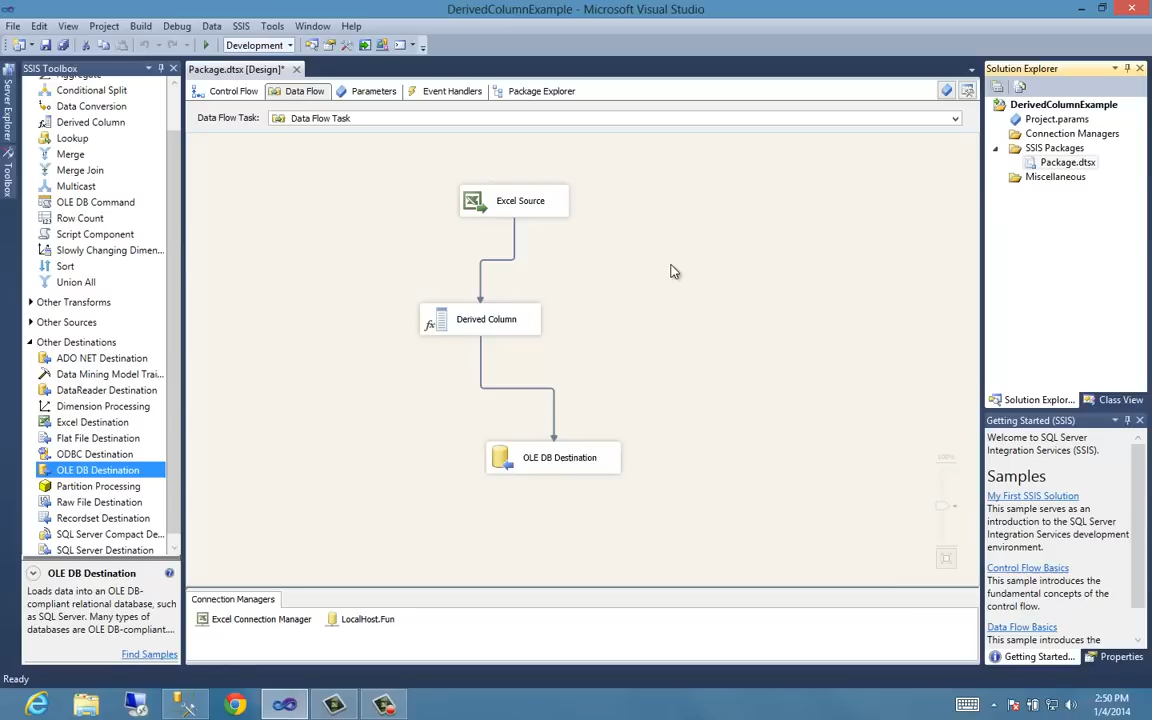 DerivedColumnExample - Microsoft Visual Studio
File Edit View Project Build Debug Data SSIS Tools Window Help
Development
SSIS Toolbox
Aggregate
Conditional Split
Data Conversion
Derived Column
Lookup
Merge
Merge Join
Multicast
OLE DB Command
Row Count
Script Component
Slowly Changing Dimen...
Sort
Union All
Other Transforms
Other Sources
Other Destinations
ADO NET Destination
Data Mining Model Trai...
DataReader Destination
Dimension Processing
Excel Destination
Flat File Destination
ODBC Destination
OLE DB Destination
Partition Processing
Raw File Destination
Recordset Destination
SQL Server Compact De...
SQL Server Destination
OLE DB Destination
Loads data into an OLE DB-
compliant relational database, such
as SQL Server. Many types of
databases are OLE DB-compliant....
Find Samples
Server Explorer
Toolbox
Package.dtsx [Design]*
Control Flow Data Flow Parameters Event Handlers Package Explorer
Data Flow Task: Data Flow Task
Excel Source
Derived Column
OLE DB Destination
100%
Connection Managers
Excel Connection Manager LocalHost.Fun
Solution Explorer
DerivedColumnExample
Project.params
Connection Managers
SSIS Packages
Package.dtsx
Miscellaneous
Solution Explor... Class View
Getting Started (SSIS)
Welcome to SQL Server
Integration Services (SSIS).
Samples
My First SSIS Solution
This sample serves as an
introduction to the SQL Server
Integration Services development
environment.
Control Flow Basics
This sample introduces the
fundamental concepts of the
control flow.
Data Flow Basics
This sample introduces the
Getting Started... Properties
Ready
2:50 PM
1/4/2014